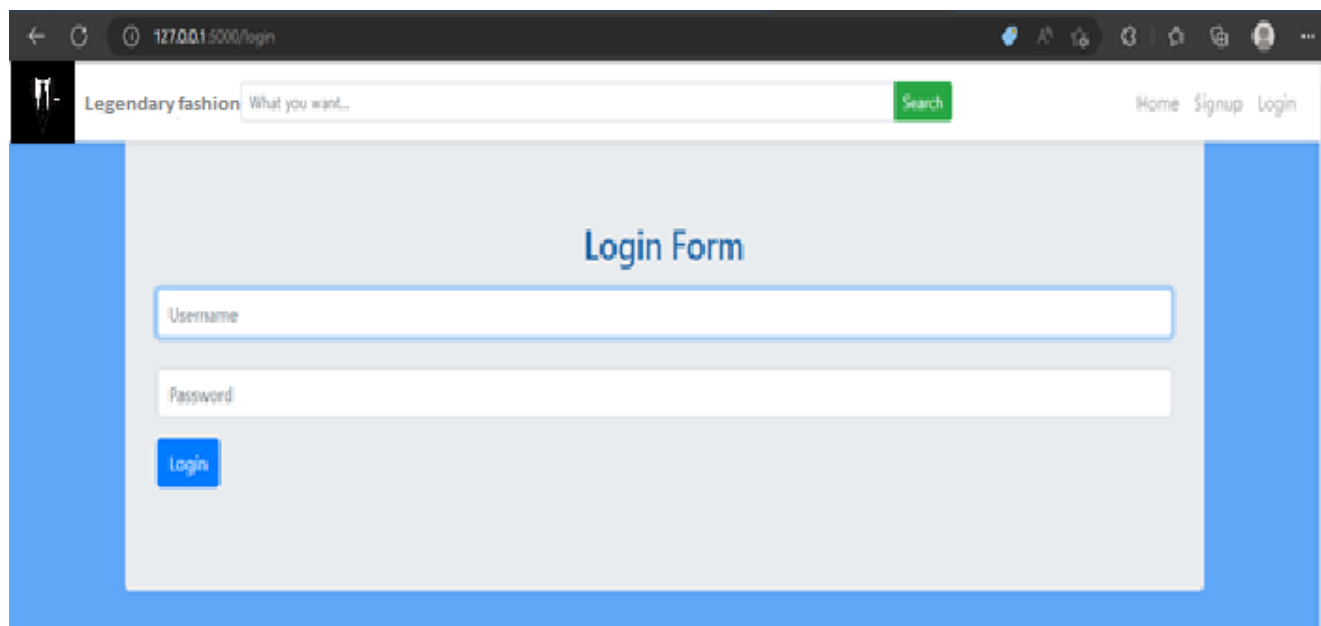 127.0.0.1:5000/login
Legendary fashion What you want... Search Home Signup Login
Login Form
Username
Password
Login